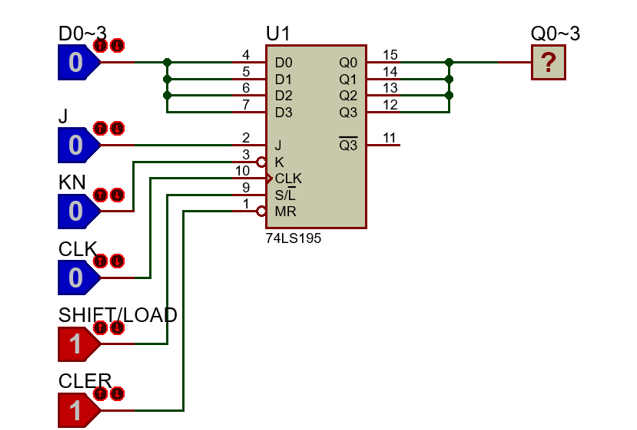 D0~3
U1
Q0~3
0
4
D0
Q0
15
?
5
D1
Q1
14
6
D2
Q2
13
7
D3
Q3
12
J
0
2
J
Q3
11
3
K
KN
10
CLK
0
9
S/L
1
MR
CLK
74LS195
0
SHIFT/LOAD
1
CLER
1